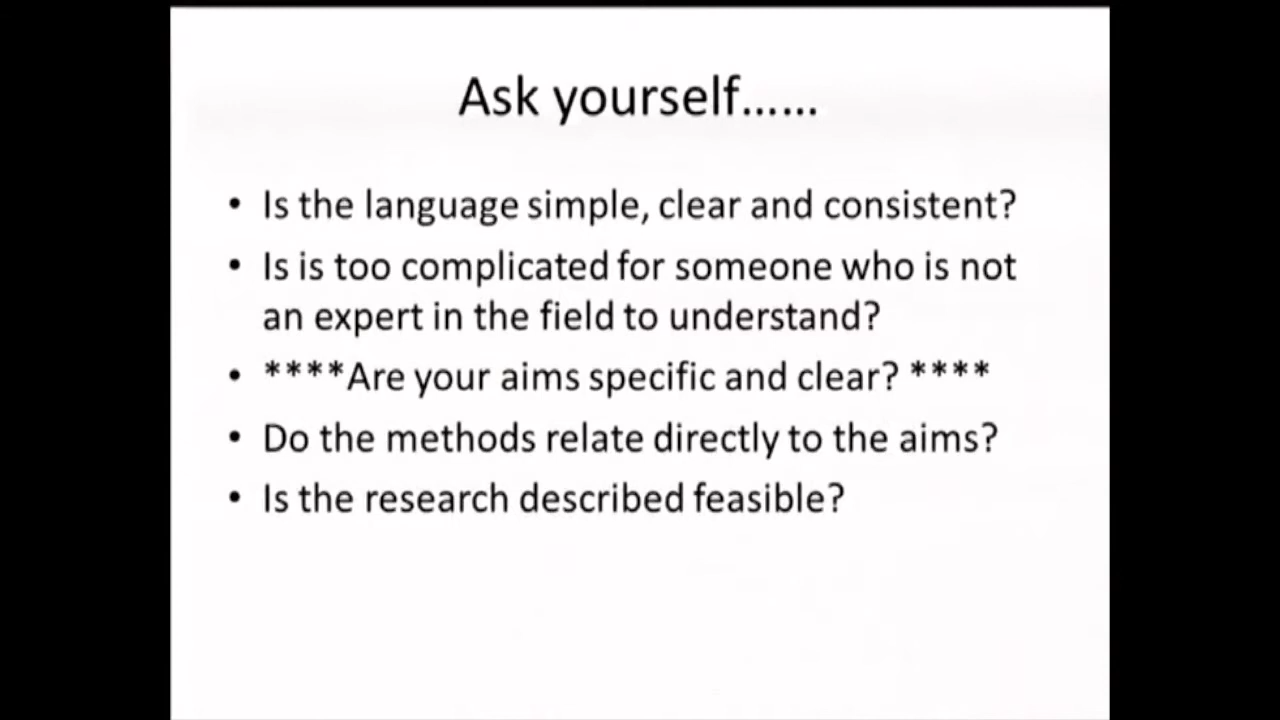 Ask yourself......
• Is the language simple, clear and consistent?
• Is is too complicated for someone who is not
an expert in the field to understand?
• ****Are your aims specific and clear? ****
• Do the methods relate directly to the aims?
• Is the research described feasible?